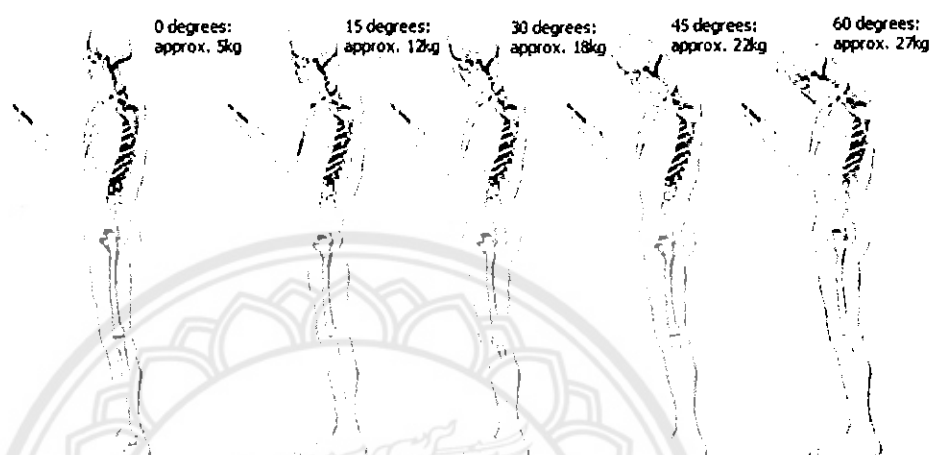 0 degrees:
approx. 5kg
15 degrees:
approx. 12kg
30 degrees:
approx. 18kg
45 degrees:
approx. 22kg
60 degrees:
approx. 27kg